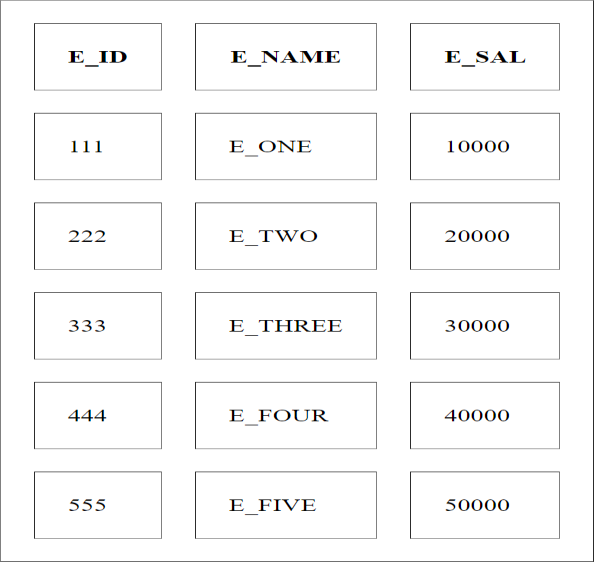 E_ID E_NAME E_SAL
111 E_ONE 10000
222 E_TWO 20000
333 E_THREE 30000
444 E_FOUR 40000
555 E_FIVE 50000